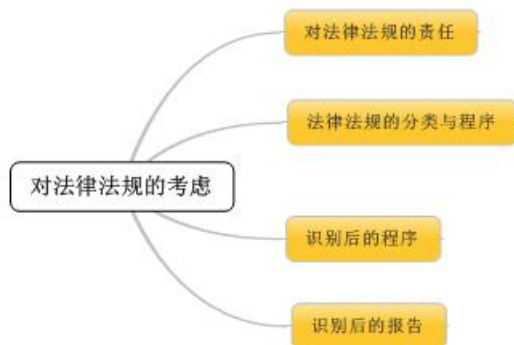 对法律法规的责任
法律法规的分类与程序
对法律法规的考虑
识别后的程序
识别后的报告